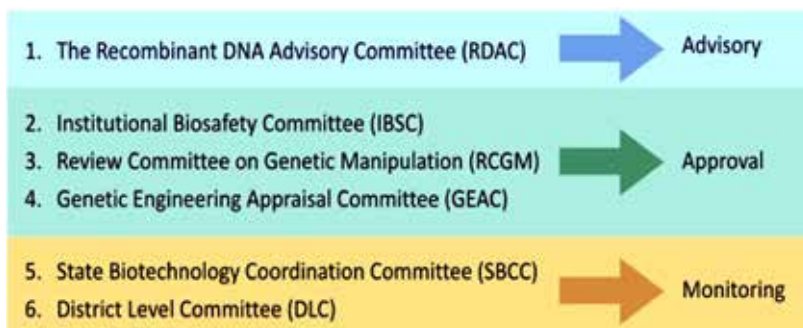 1. The Recombinant DNA Advisory Committee (RDAC)
Advisory
2. Institutional Biosafety Committee (IBSC)
3. Review Committee on Genetic Manipulation (RCGM)
Approval
4. Genetic Engineering Appraisal Committee (GEAC)
5. State Biotechnology Coordination Committee (SBCC)
Monitoring
6. District Level Committee (DLC)